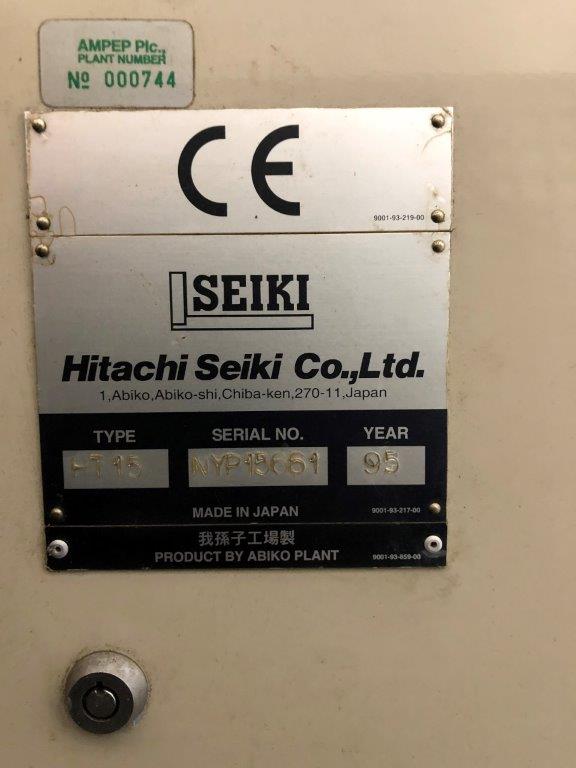 AMPEP Plc.,
PLANT NUMBER
Nº 000744
CE
9001-93-219-00
SEIKI
Hitachi Seiki Co.,Ltd.
1,Abiko,Abiko-shi,Chiba-ken,270-11,Japan
TYPE SERIAL NO. YEAR
HT15 NYP15661 95
MADE IN JAPAN 9001-93-217-00
我孫子工場製
PRODUCT BY ABIKO PLANT 9001-93-859-00